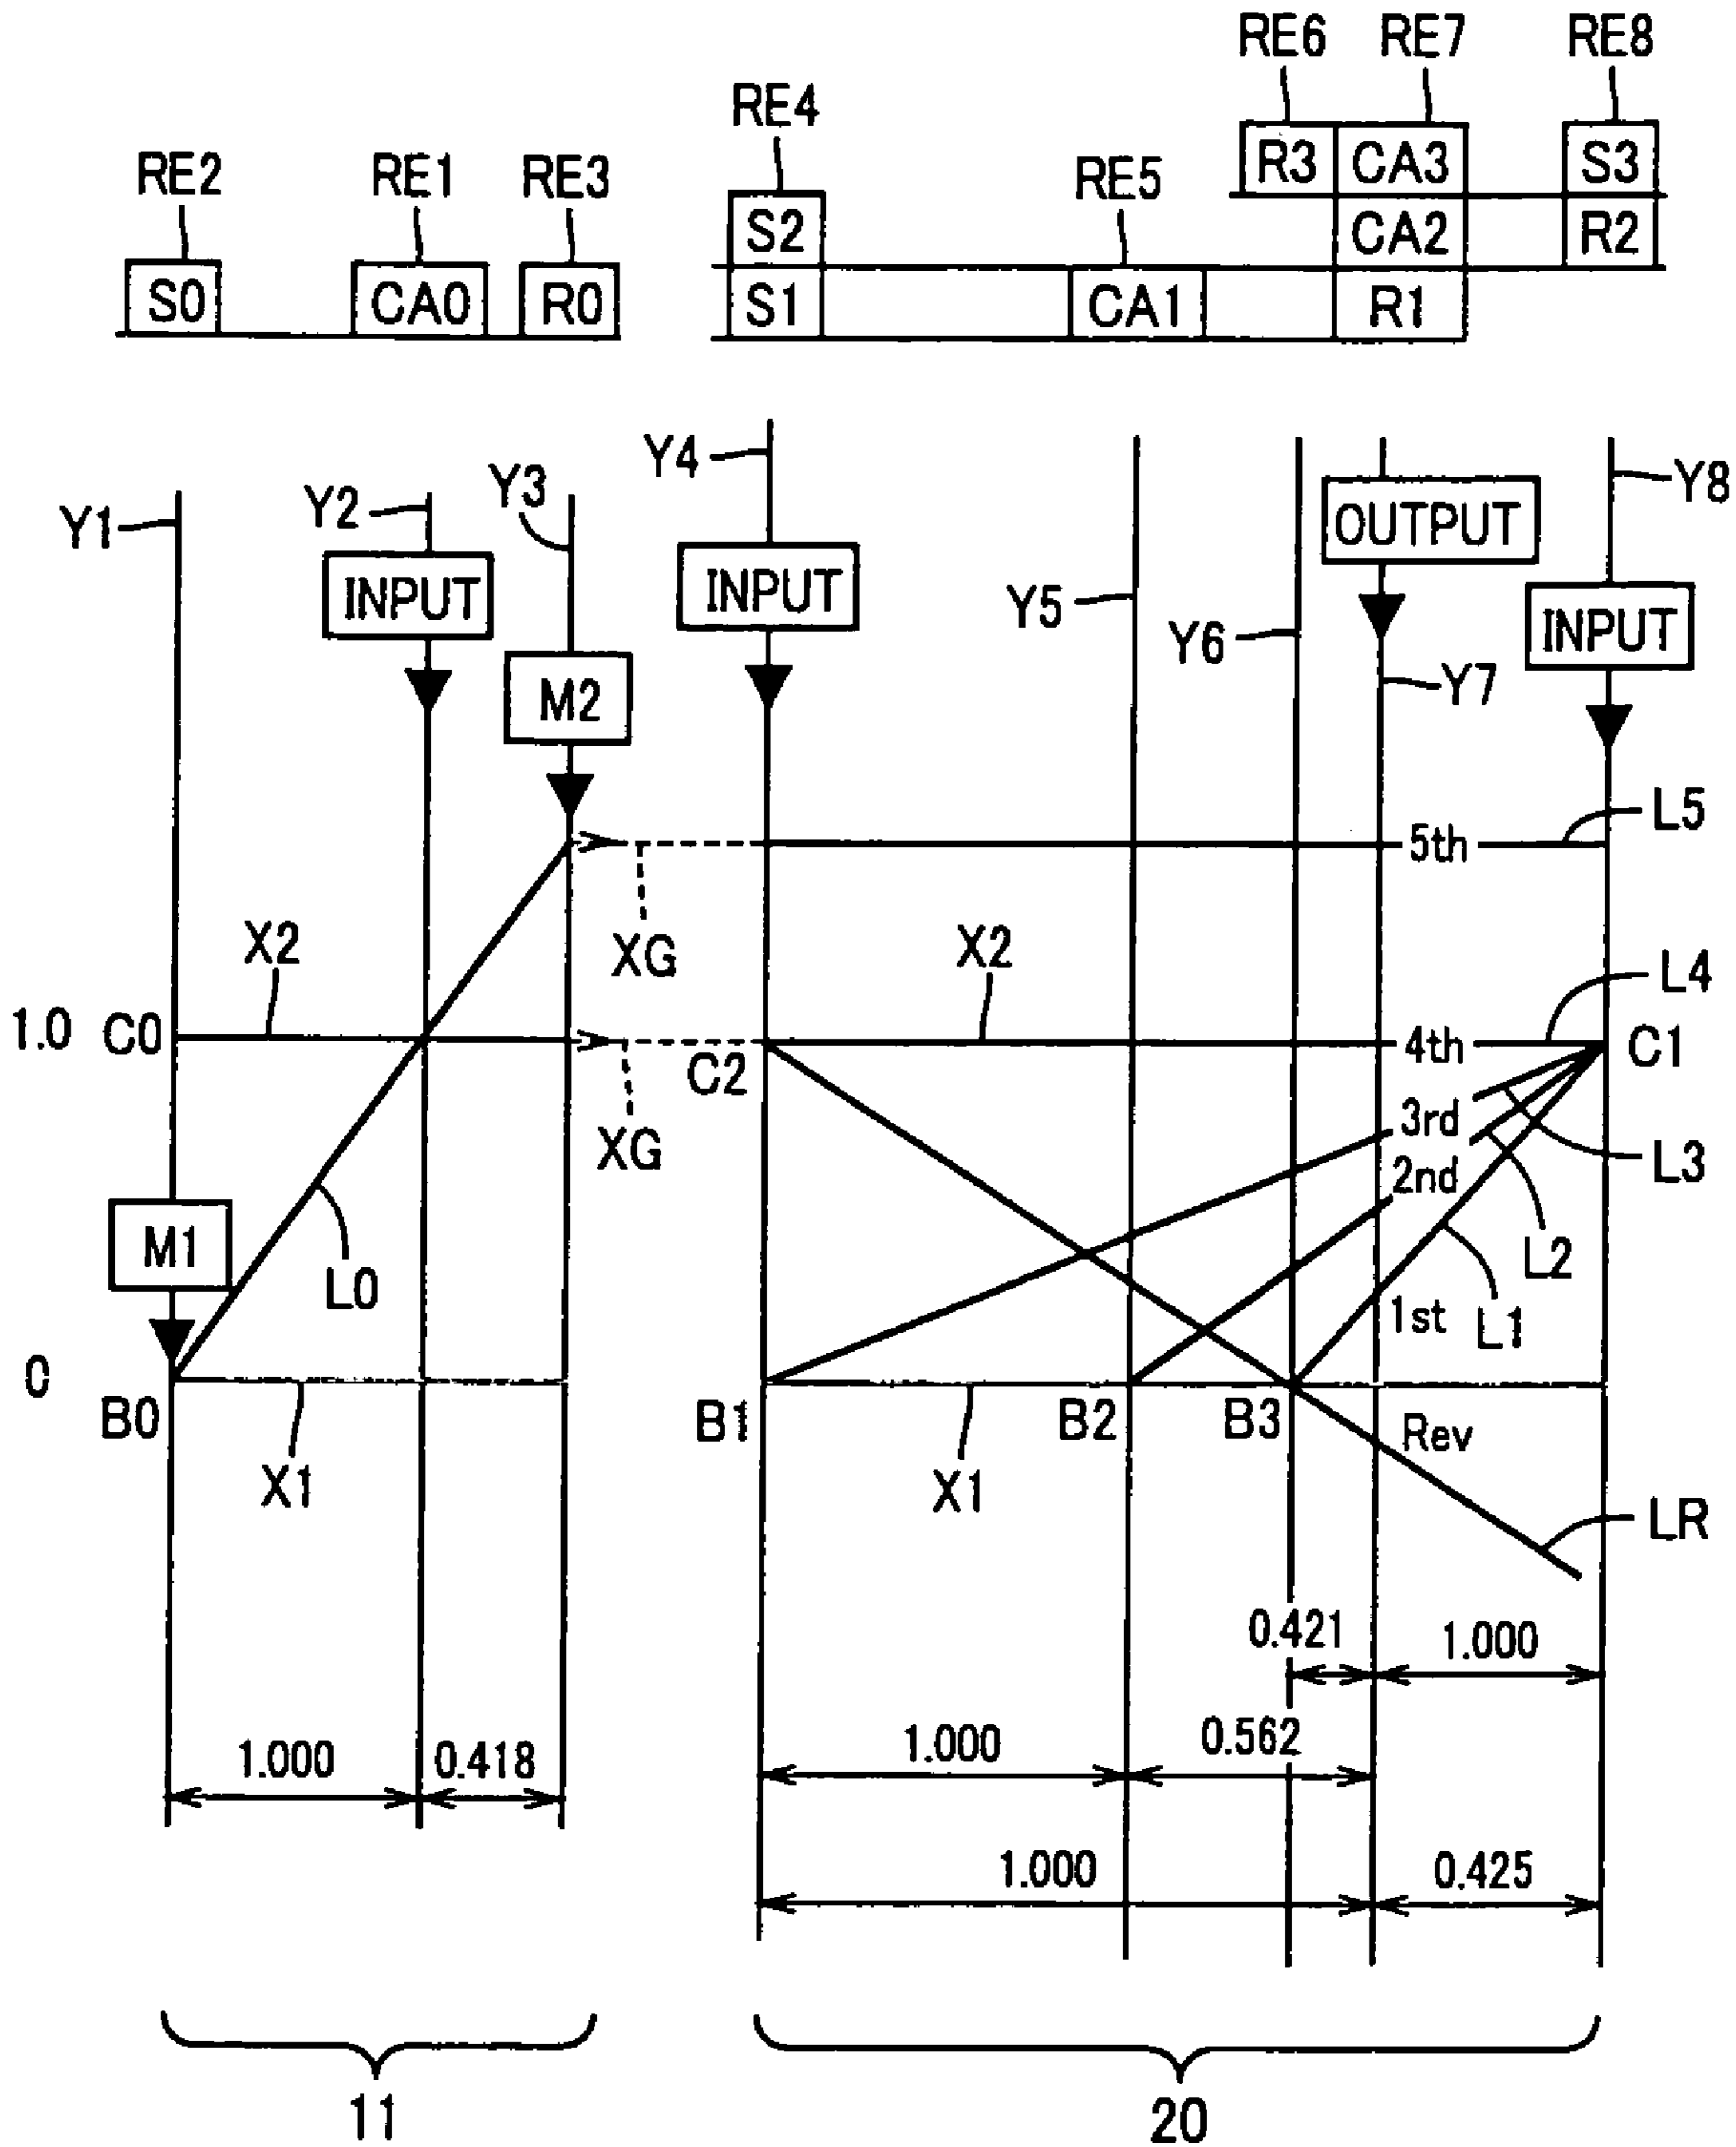 RE6 RE7 RE8
RE4
RE2 RE1 RE3 RE5
R3 CA3 S3
S2 CA2 R2
S0 CA0 R0 S1 CA1 R1
Y4 Y8
Y1 Y2 Y3
OUTPUT
INPUT INPUT Y5 Y6 INPUT
M2 Y7
5th L5
XG
X2 X2 L4
1.0 C0 C2 4th C1
XG 3rd L3
2nd
M1 L0 L2
1st L1
0
B0 B1 B2 B3 Rev
X1 X1
LR
0.421 1.000
1.000 0.418 1.000 0.562
1.000 0.425
11 20